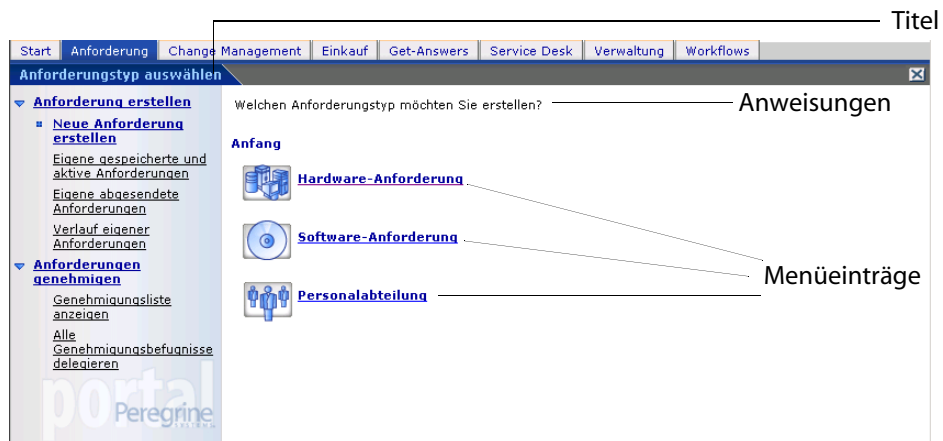 Titel
Start Anforderung Change Management Einkauf Get-Answers Service Desk Verwaltung Workflows
Anforderungstyp auswählen
Anforderung erstellen
Neue Anforderung
erstellen
Eigene gespeicherte und
aktive Anforderungen
Eigene abgesendete
Anforderungen
Verlauf eigener
Anforderungen
Anforderungen
genehmigen
Genehmigungsliste
anzeigen
Alle
Genehmigungsbefugnisse
delegieren
portal
Peregrine
SYSTEMS
Welchen Anforderungstyp möchten Sie erstellen?
Anweisungen
Anfang
Hardware-Anforderung
Software-Anforderung
Menüeinträge
Personalabteilung